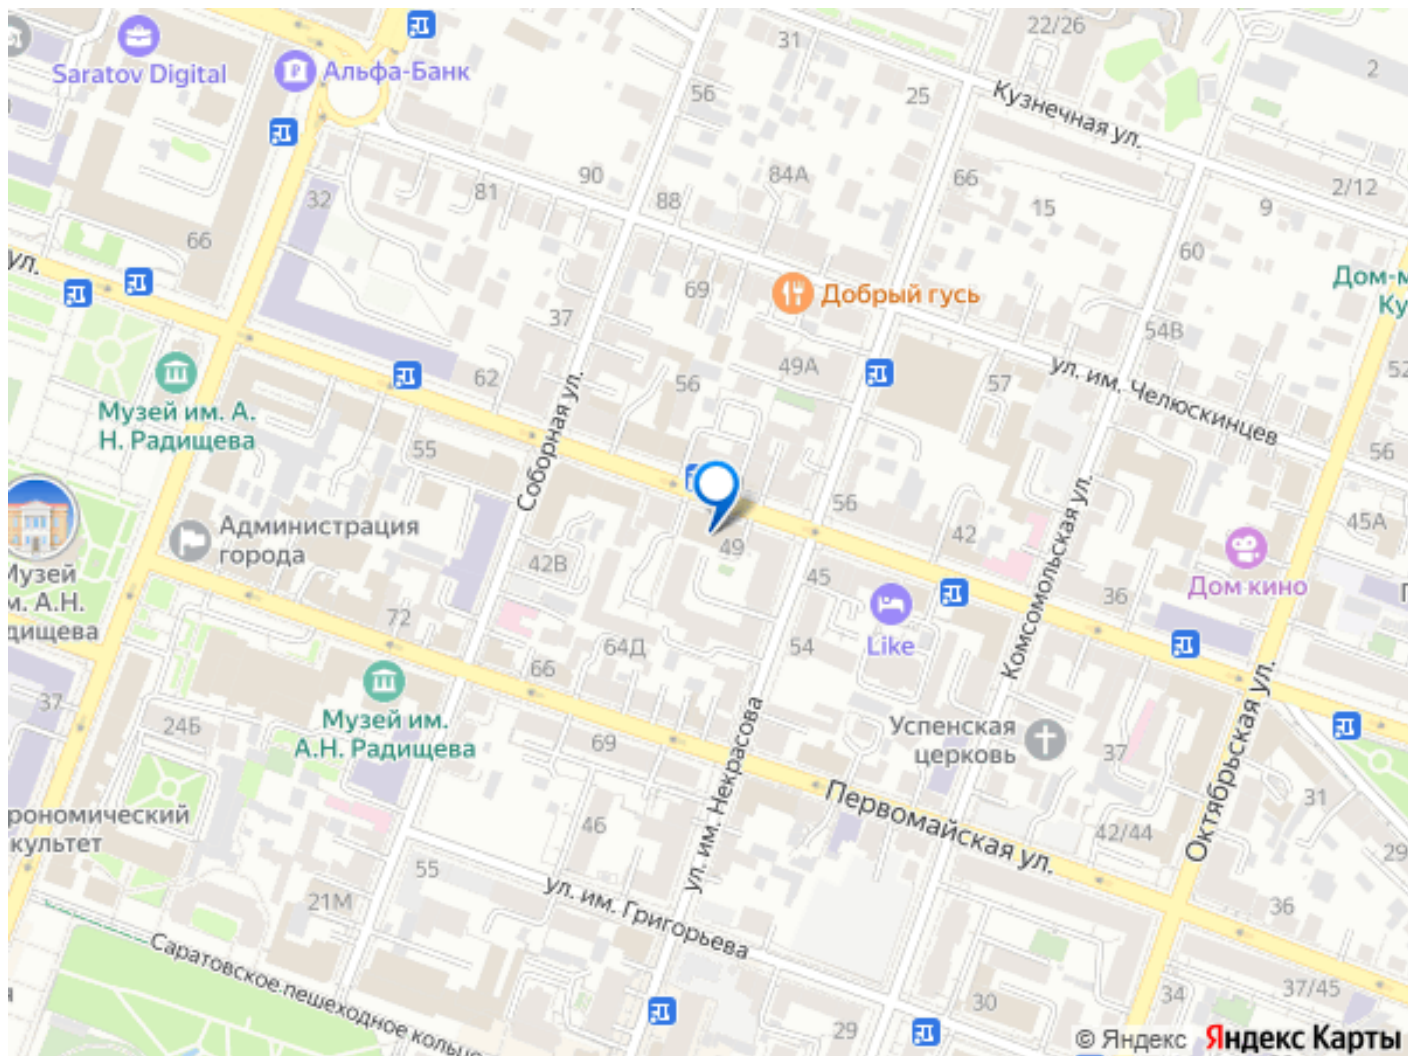 22/26
31
Saratov Digital
Альфа-Банк
2
56
25
Кузнечная ул.
90
84А
81
88
66
32
15
2/12
9
66
60
ул.
69
Добрый гусь
Дом-м
Ку
37
54В
49А
62
56
57
ул. им. Челюскинцев
52
Музей им. А.
Н. Радищева
55
Соборная ул.
56
56
45А
Администрация
города
42
Комсомольская ул.
49
42В
Дом кино
Музей
м. А.Н.
дищева
45
36
72
Like
64Д
54
66
37
Музей им.
А.Н. Радищева
24Б
Успенская
церковь
69
37
ул. им. Некрасова
Октябрьская ул.
Первомайская ул.
31
рономический
культет
46
42/44
29
55
ул. им. Григорьева
21М
36
Саратовское пешеходное кольцо
30
34
37/45
29
© Яндекс Яндекс Карты